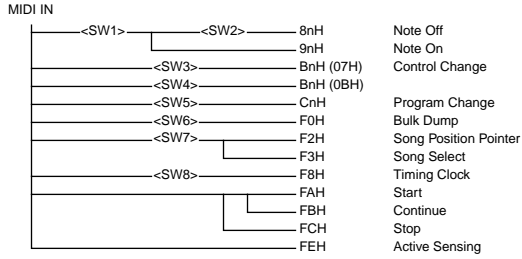 MIDI IN
<SW1> <SW2> 8nH Note Off
9nH Note On
<SW3> BnH (07H) Control Change
<SW4> BnH (0BH)
<SW5> CnH Program Change
<SW6> F0H Bulk Dump
<SW7> F2H Song Position Pointer
F3H Song Select
<SW8> F8H Timing Clock
FAH Start
FBH Continue
FCH Stop
FEH Active Sensing